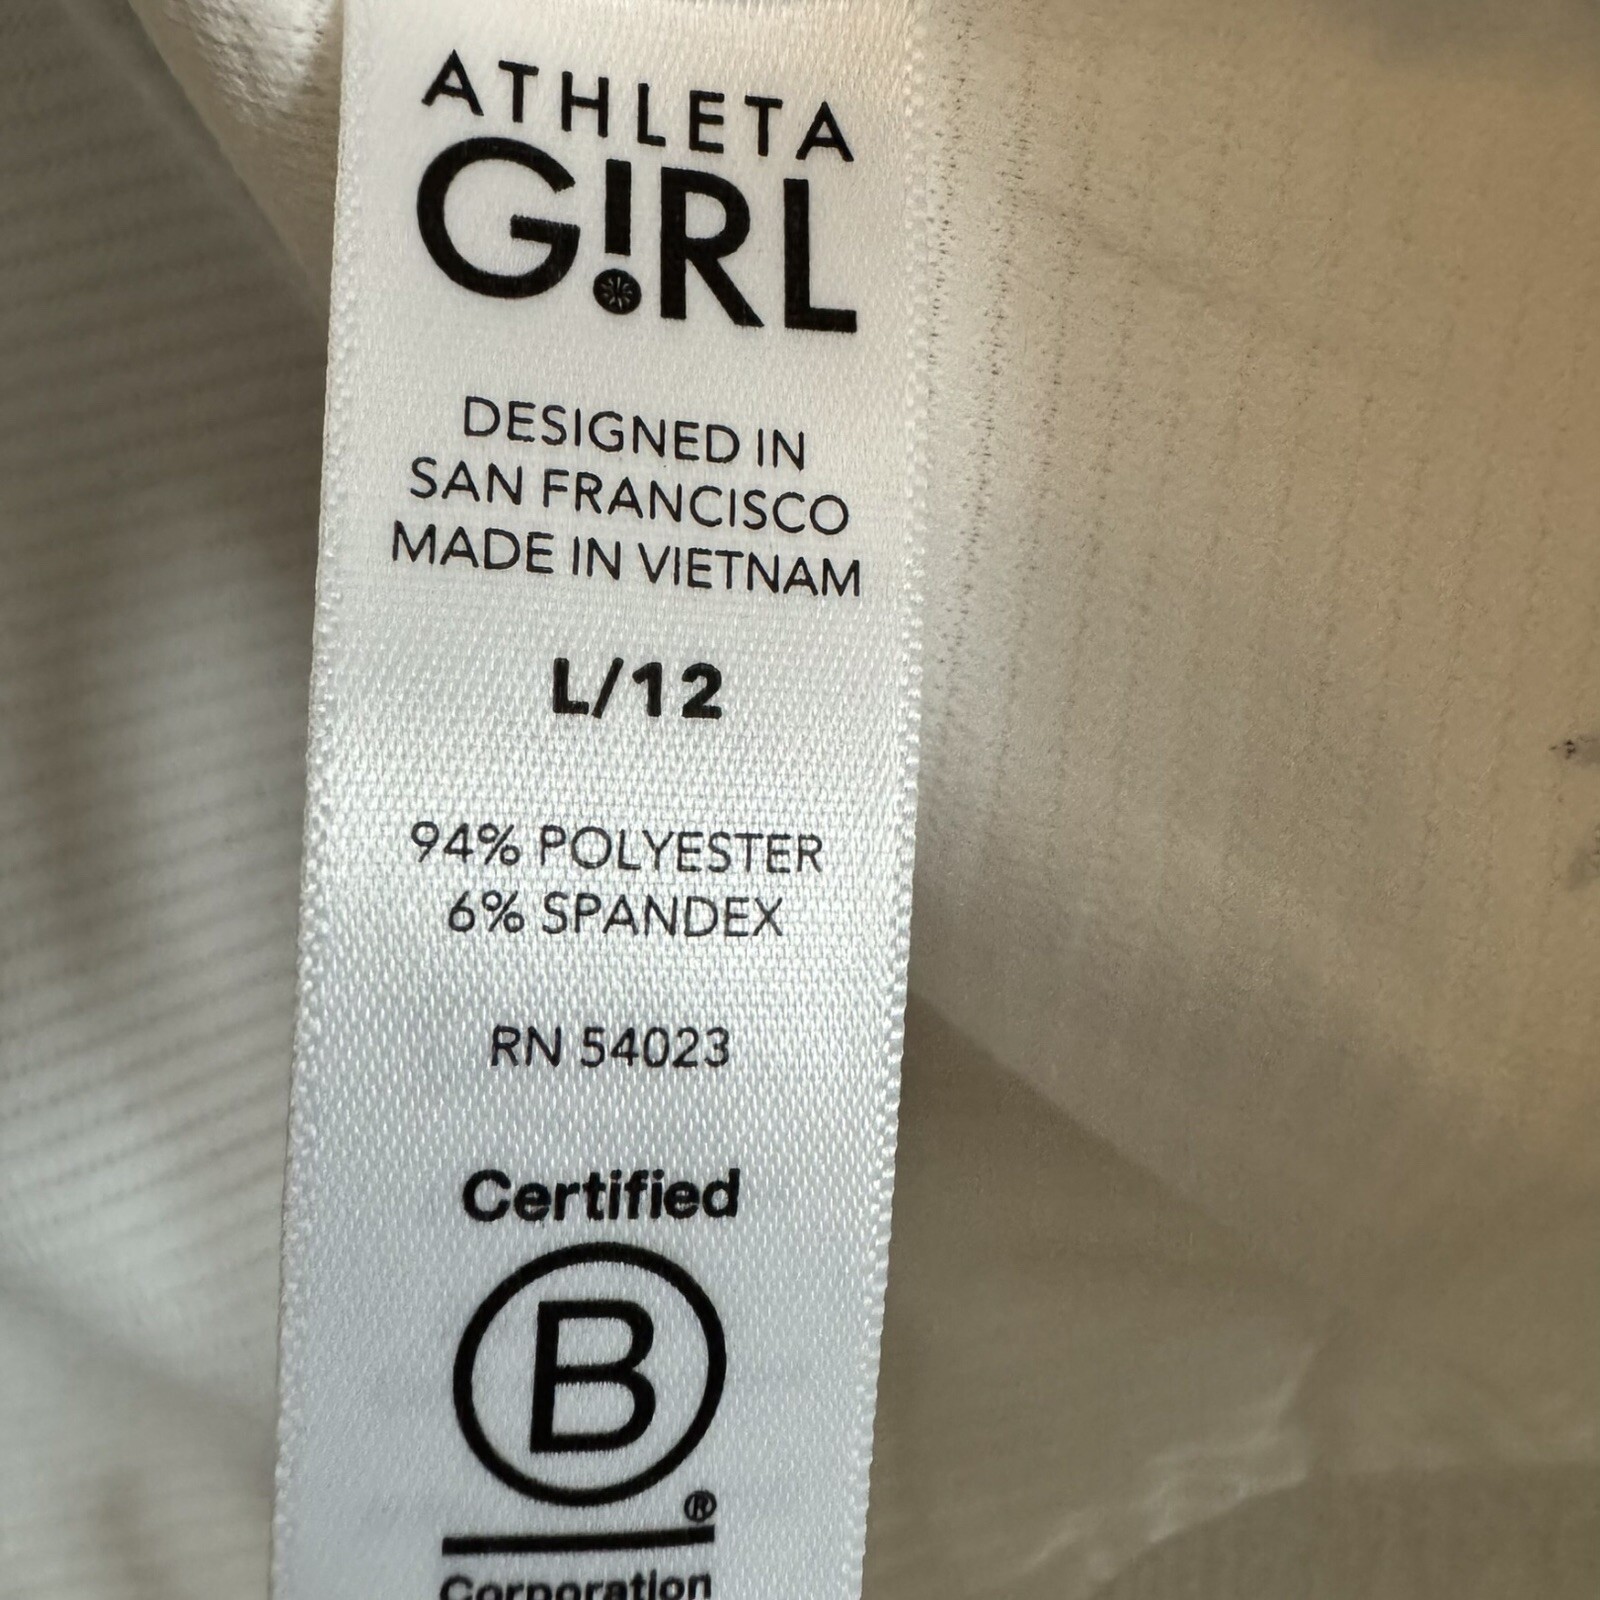 ATHLETA
G!RL
DESIGNED IN
SAN FRANCISCO
MADE IN VIETNAM
L/12
94% POLYESTER
6% SPANDEX
RN 54023
Certified
B
®
Corporation